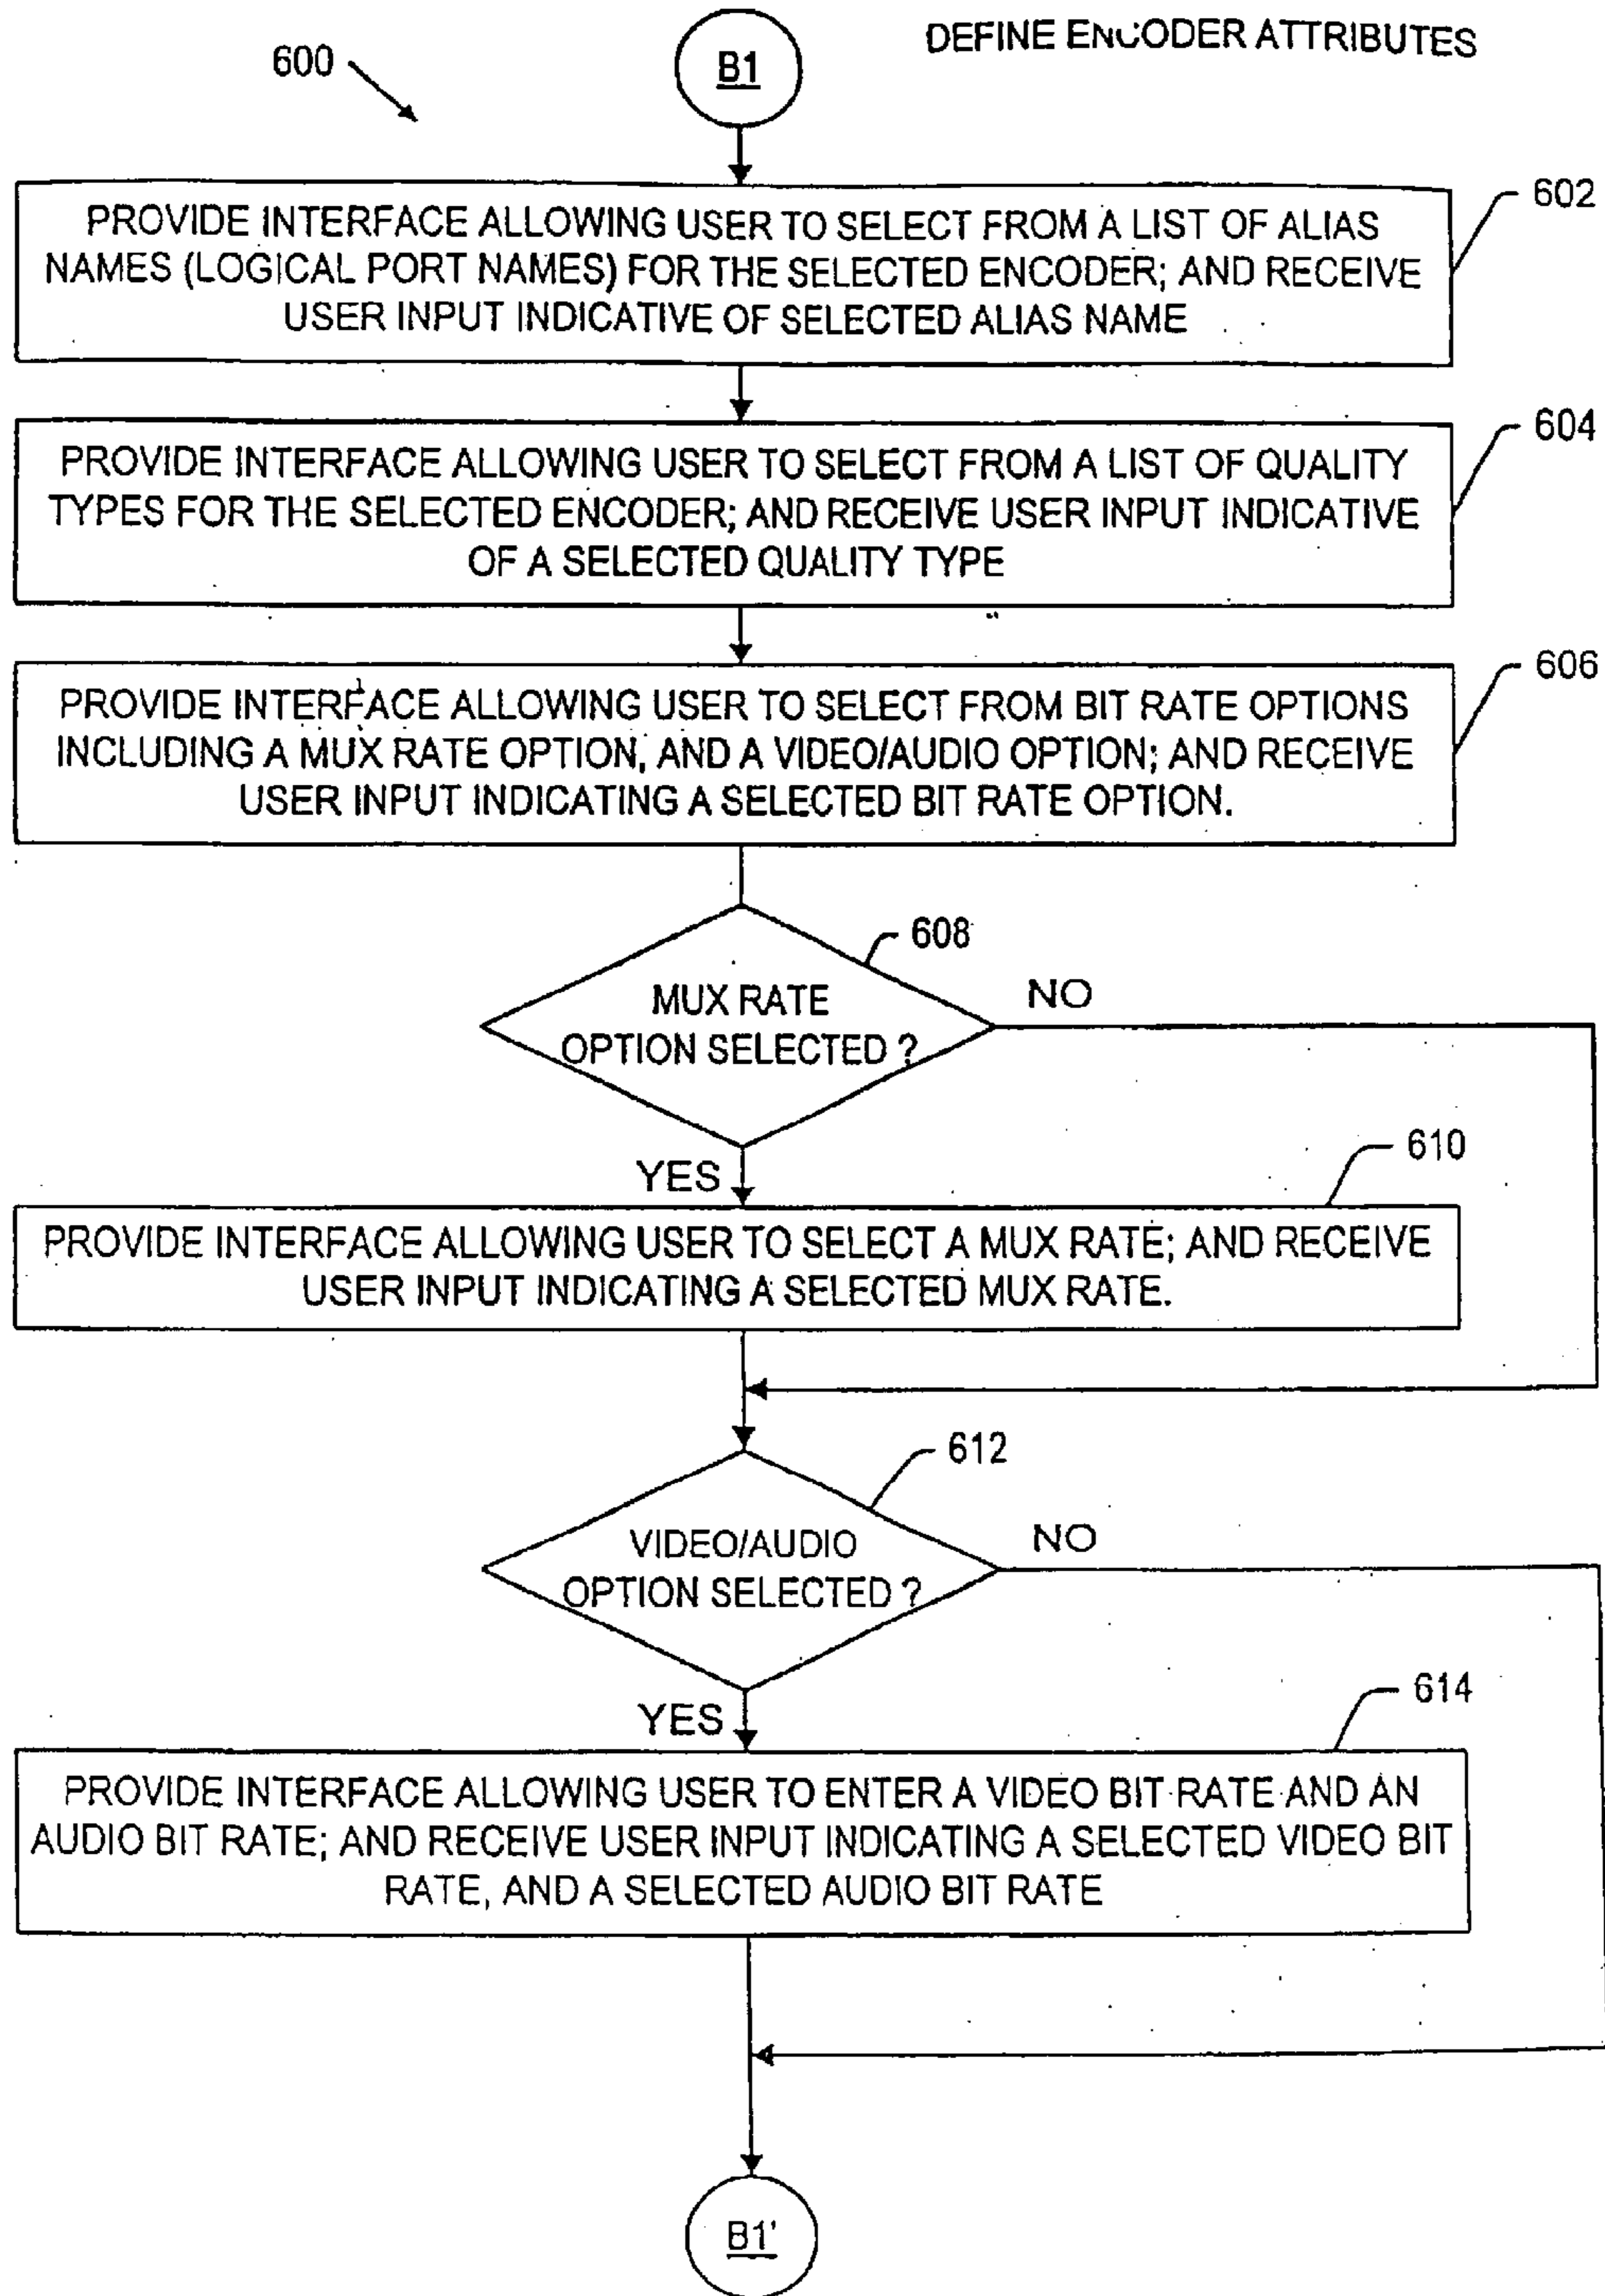 DEFINE ENCODER ATTRIBUTES
600
B1
602
PROVIDE INTERFACE ALLOWING USER TO SELECT FROM A LIST OF ALIAS
NAMES (LOGICAL PORT NAMES) FOR THE SELECTED ENCODER; AND RECEIVE
USER INPUT INDICATIVE OF SELECTED ALIAS NAME
604
PROVIDE INTERFACE ALLOWING USER TO SELECT FROM A LIST OF QUALITY
TYPES FOR THE SELECTED ENCODER; AND RECEIVE USER INPUT INDICATIVE
OF A SELECTED QUALITY TYPE
606
PROVIDE INTERFACE ALLOWING USER TO SELECT FROM BIT RATE OPTIONS
INCLUDING A MUX RATE OPTION, AND A VIDEO/AUDIO OPTION; AND RECEIVE
USER INPUT INDICATING A SELECTED BIT RATE OPTION.
608
MUX RATE
OPTION SELECTED ?
NO
YES
610
PROVIDE INTERFACE ALLOWING USER TO SELECT A MUX RATE; AND RECEIVE
USER INPUT INDICATING A SELECTED MUX RATE.
612
VIDEO/AUDIO
OPTION SELECTED ?
NO
YES
614
PROVIDE INTERFACE ALLOWING USER TO ENTER A VIDEO BIT RATE AND AN
AUDIO BIT RATE; AND RECEIVE USER INPUT INDICATING A SELECTED VIDEO BIT
RATE, AND A SELECTED AUDIO BIT RATE
B1'